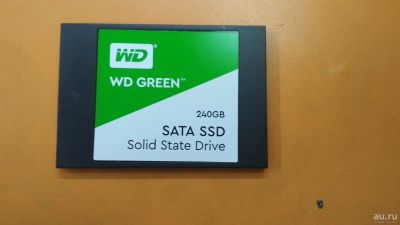 WD
WD GREEN™
240GB
SATA SSD
Solid State Drive
au.ru